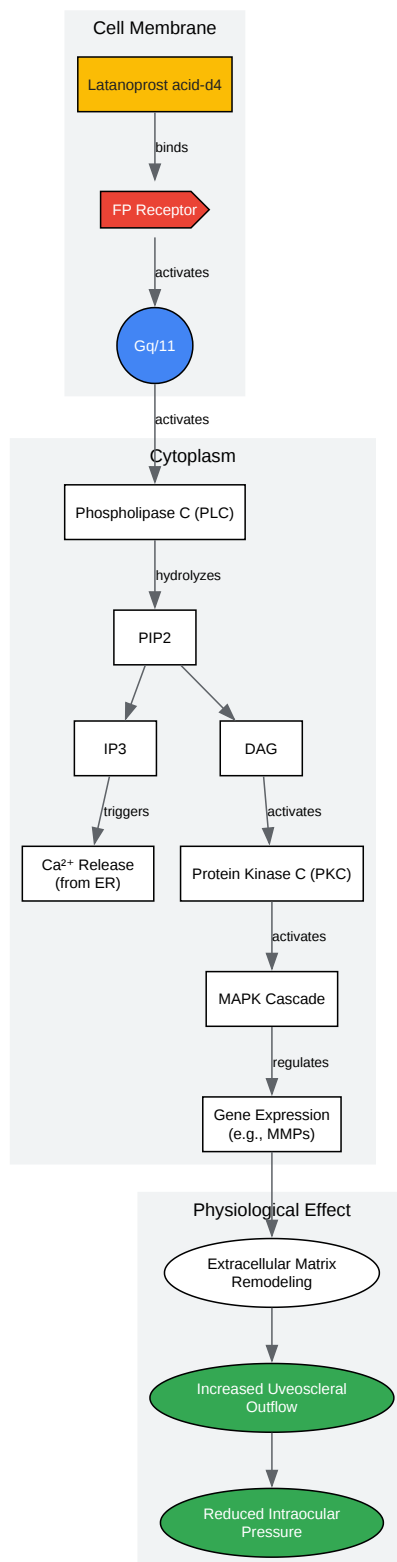 Cell Membrane
Latanoprost acid-d4
binds
FP Receptor
activates
Gq/11
activates
Cytoplasm
Phospholipase C (PLC)
hydrolyzes
PIP2
IP3
DAG
triggers
activates
Ca²⁺ Release
(from ER)
Protein Kinase C (PKC)
activates
MAPK Cascade
regulates
Gene Expression
(e.g., MMPs)
Physiological Effect
Extracellular Matrix
Remodeling
Increased Uveoscleral
Outflow
Reduced Intraocular
Pressure